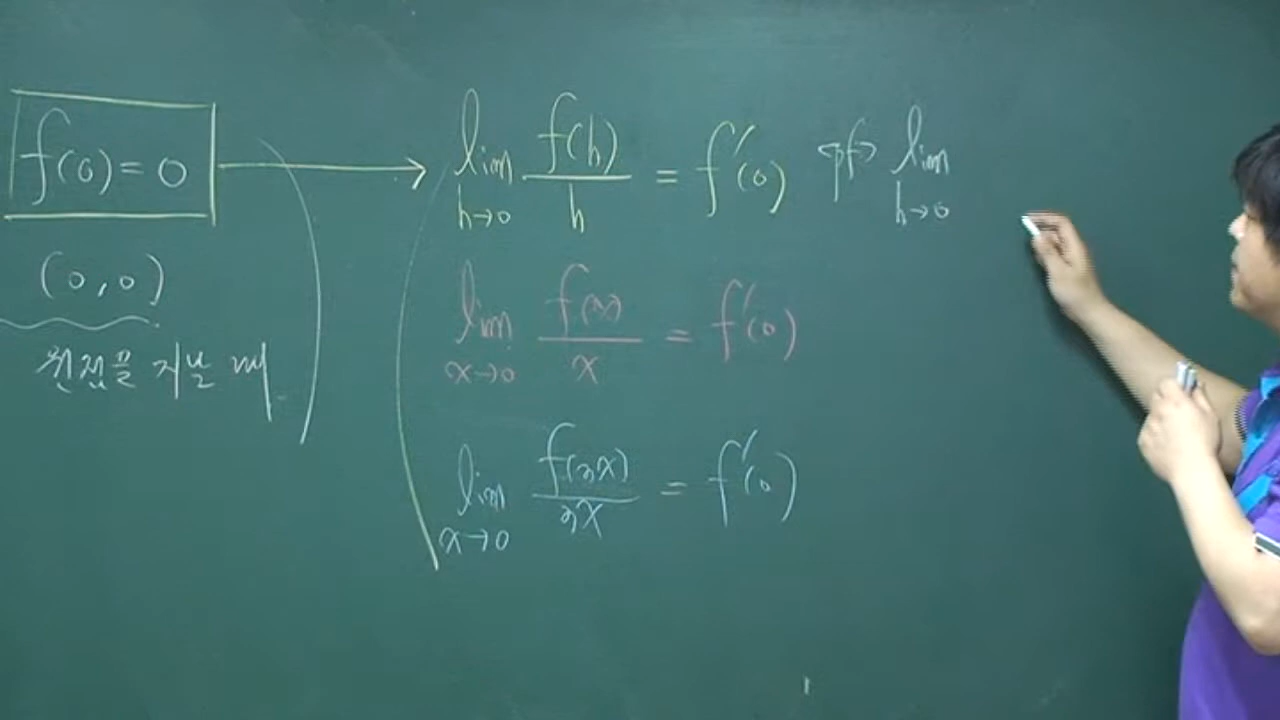 f(0) = 0
(0, 0)
원점을 지날 때
lim h→0 f(h)/h = f'(0) pf) lim h→0
lim x→0 f(x)/x = f'(0)
lim x→0 f(3x)/3x = f'(0)